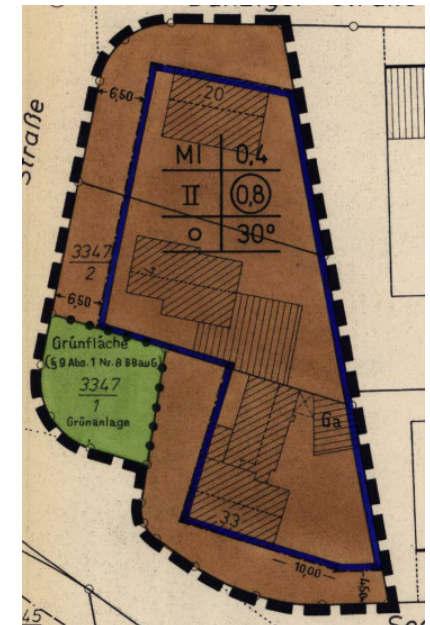 Straße
6,50
20
MI 0,4
II 0,8
o 30°
3347
2
6,50
Grünfläche
(§ 9 Abs. 1 Nr. 8 BBauG)
3347
1
Grünanlage
Ga
33
10,00
4,50
45